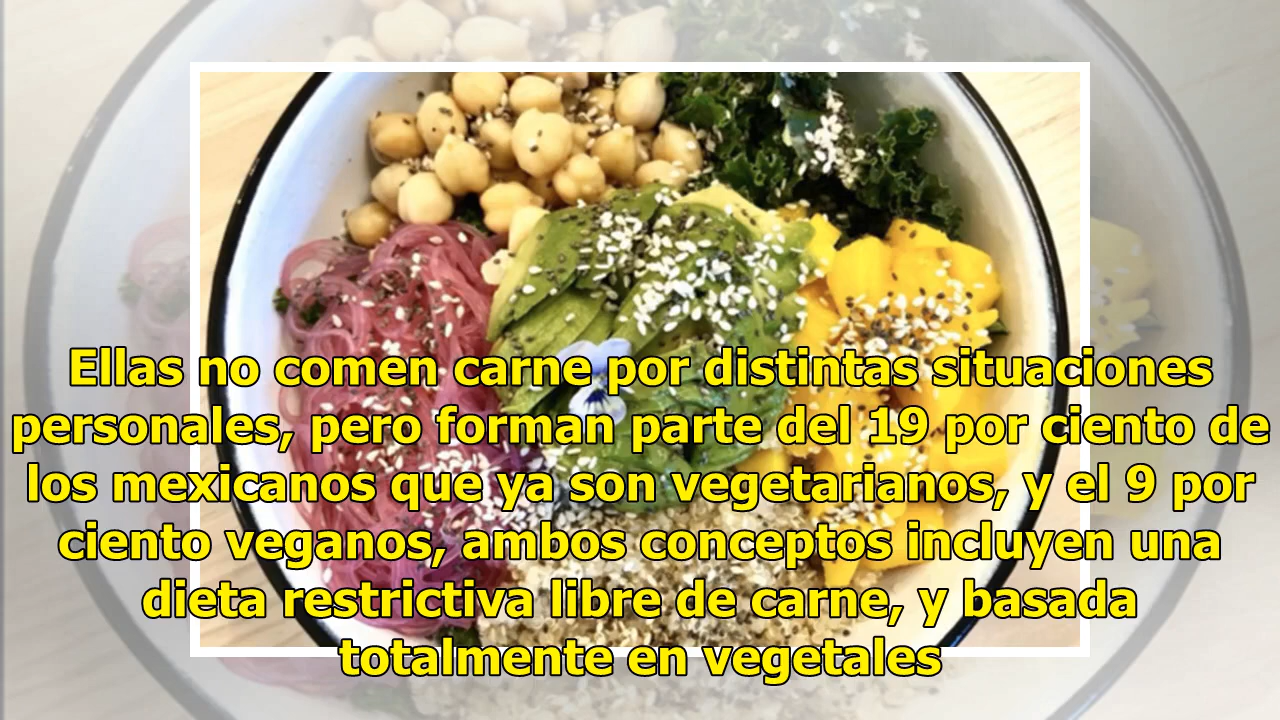 Ellas no comen carne por distintas situaciones
personales, pero forman parte del 19 por ciento de
los mexicanos que ya son vegetarianos, y el 9 por
ciento veganos, ambos conceptos incluyen una
dieta restrictiva libre de carne, y basada
totalmente en vegetales